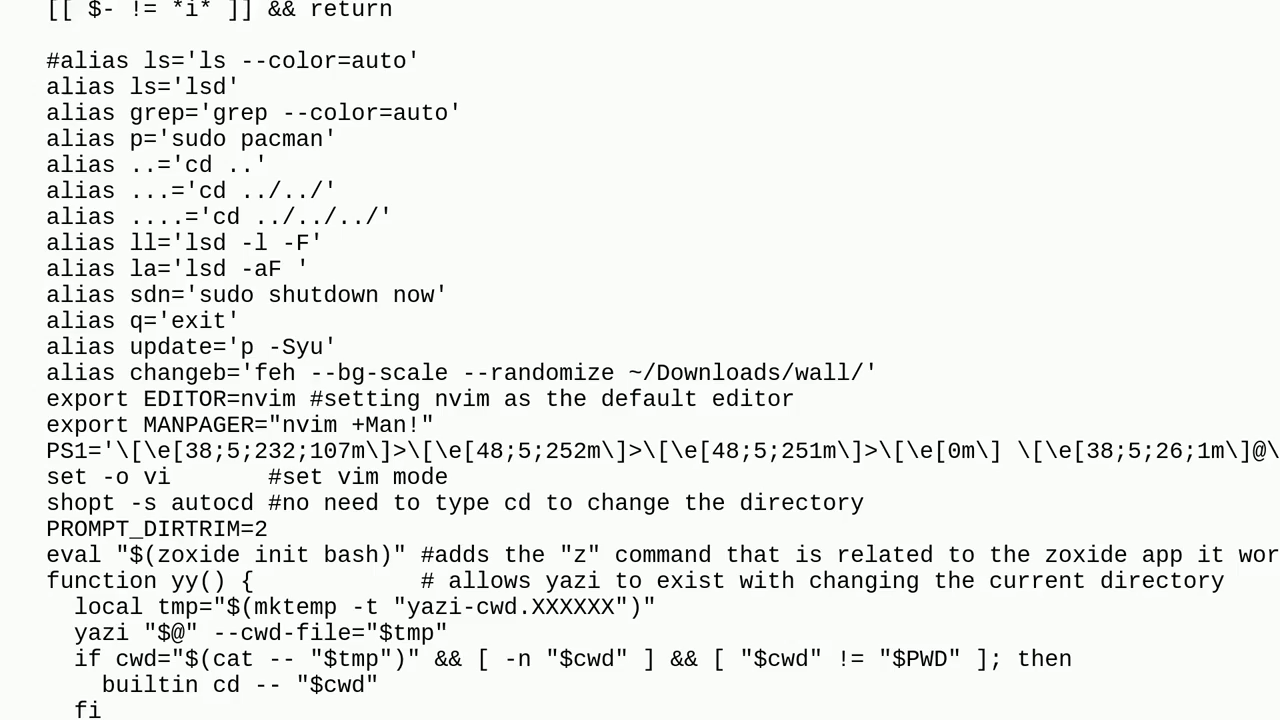 [[ $- != *i* ]] && return
#alias ls='ls --color=auto'
alias ls='lsd'
alias grep='grep --color=auto'
alias p='sudo pacman'
alias ..='cd ..'
alias ...='cd ../../'
alias ....='cd ../../../'
alias ll='lsd -l -F'
alias la='lsd -aF '
alias sdn='sudo shutdown now'
alias q='exit'
alias update='p -Syu'
alias changeb='feh --bg-scale --randomize ~/Downloads/wall/'
export EDITOR=nvim #setting nvim as the default editor
export MANPAGER="nvim +Man!"
PS1='\[\e[38;5;232;107m\]>\[\e[48;5;252m\]>\[\e[48;5;251m\]>\[\e[0m\] \[\e[38;5;26;1m\]@\
set -o vi       #set vim mode
shopt -s autocd #no need to type cd to change the directory
PROMPT_DIRTRIM=2
eval "$(zoxide init bash)" #adds the "z" command that is related to the zoxide app it wor
function yy() {            # allows yazi to exist with changing the current directory
  local tmp="$(mktemp -t "yazi-cwd.XXXXXX")"
  yazi "$@" --cwd-file="$tmp"
  if cwd="$(cat -- "$tmp")" && [ -n "$cwd" ] && [ "$cwd" != "$PWD" ]; then
    builtin cd -- "$cwd"
  fi